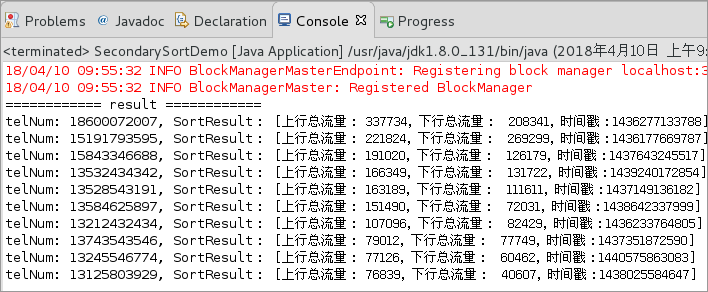 Problems @ Javadoc Declaration Console Progress
<terminated> SecondarySortDemo [Java Application] /usr/java/jdk1.8.0_131/bin/java (2018年4月10日 上午9:
18/04/10 09:55:32 INFO BlockManagerMasterEndpoint: Registering block manager localhost:3
18/04/10 09:55:32 INFO BlockManagerMaster: Registered BlockManager
============ result ============
telNum: 18600072007, SortResult: [上行总流量: 337734, 下行总流量: 208341, 时间戳:1436277133788]
telNum: 15191793595, SortResult: [上行总流量: 221824, 下行总流量: 269299, 时间戳:1436177669787]
telNum: 15843346688, SortResult: [上行总流量: 191020, 下行总流量: 126179, 时间戳:1437643245517]
telNum: 13532434342, SortResult: [上行总流量: 166349, 下行总流量: 131722, 时间戳:1439240172854]
telNum: 13528543191, SortResult: [上行总流量: 163189, 下行总流量: 111611, 时间戳:1437149136182]
telNum: 13584625897, SortResult: [上行总流量: 151490, 下行总流量: 72031, 时间戳:1438642337999]
telNum: 13212432434, SortResult: [上行总流量: 107096, 下行总流量: 82429, 时间戳:1436233764805]
telNum: 13743543546, SortResult: [上行总流量: 79012, 下行总流量: 77749, 时间戳:1437351872590]
telNum: 13245546774, SortResult: [上行总流量: 77126, 下行总流量: 60462, 时间戳:1440575863083]
telNum: 13125803929, SortResult: [上行总流量: 76839, 下行总流量: 40607, 时间戳:1438025584647]